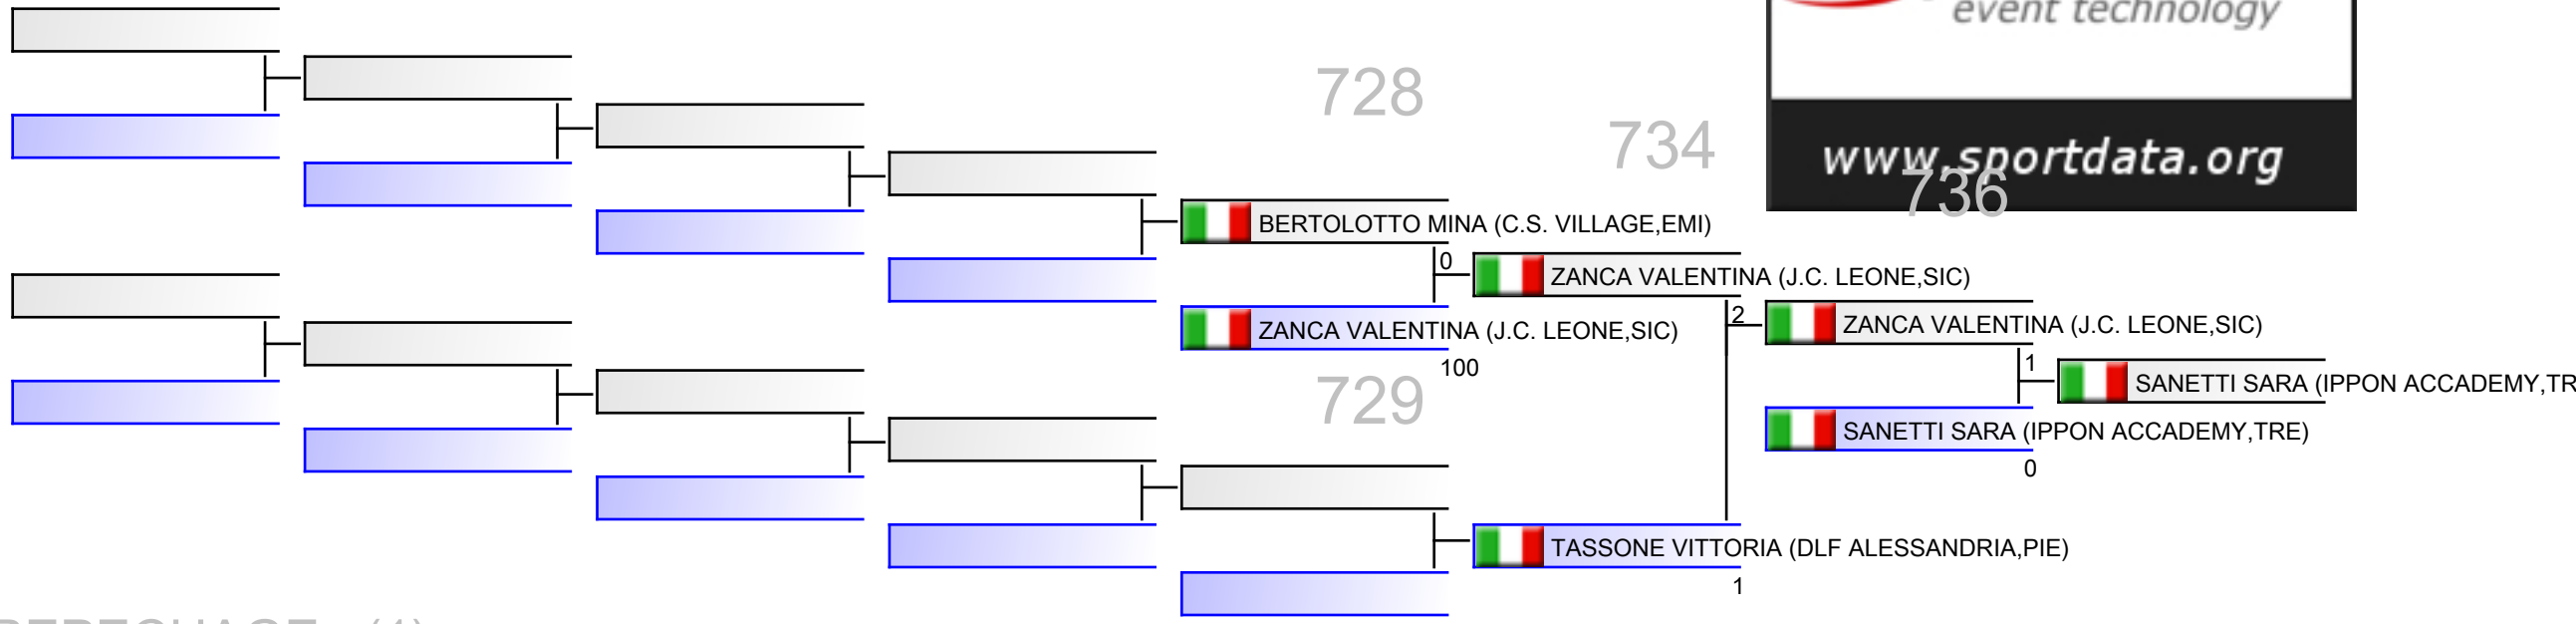 event technology
728
734
www.sportdata.org
736
BERTOLOTTO MINA (C.S. VILLAGE,EMI)
0
ZANCA VALENTINA (J.C. LEONE,SIC)
2
ZANCA VALENTINA (J.C. LEONE,SIC)
ZANCA VALENTINA (J.C. LEONE,SIC)
100
1
SANETTI SARA (IPPON ACCADEMY,TR
729
SANETTI SARA (IPPON ACCADEMY,TRE)
0
TASSONE VITTORIA (DLF ALESSANDRIA,PIE)
1